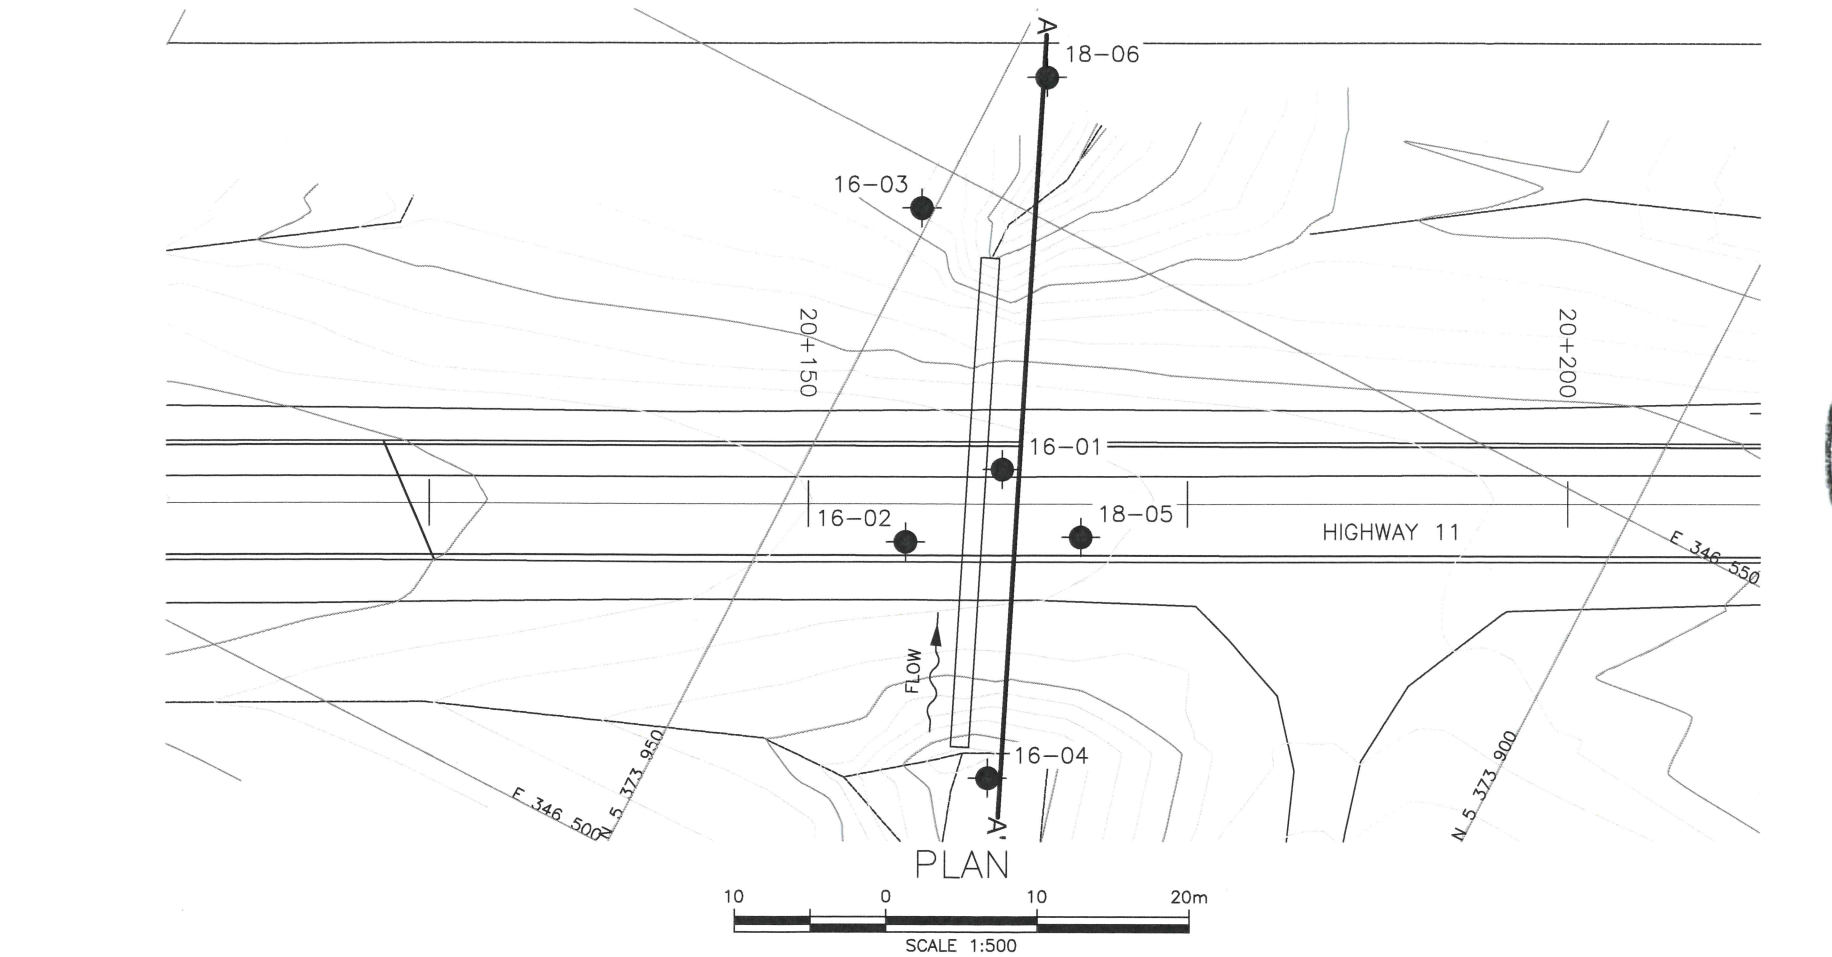 A
18-06
16-03
20+150
20+200
16-01
16-02
18-05
HIGHWAY 11
E 346 550
FLOW
N 5 373 950
N 5 373 900
16-04
E 346 500
A'
PLAN
10 0 10 20m
SCALE 1:500